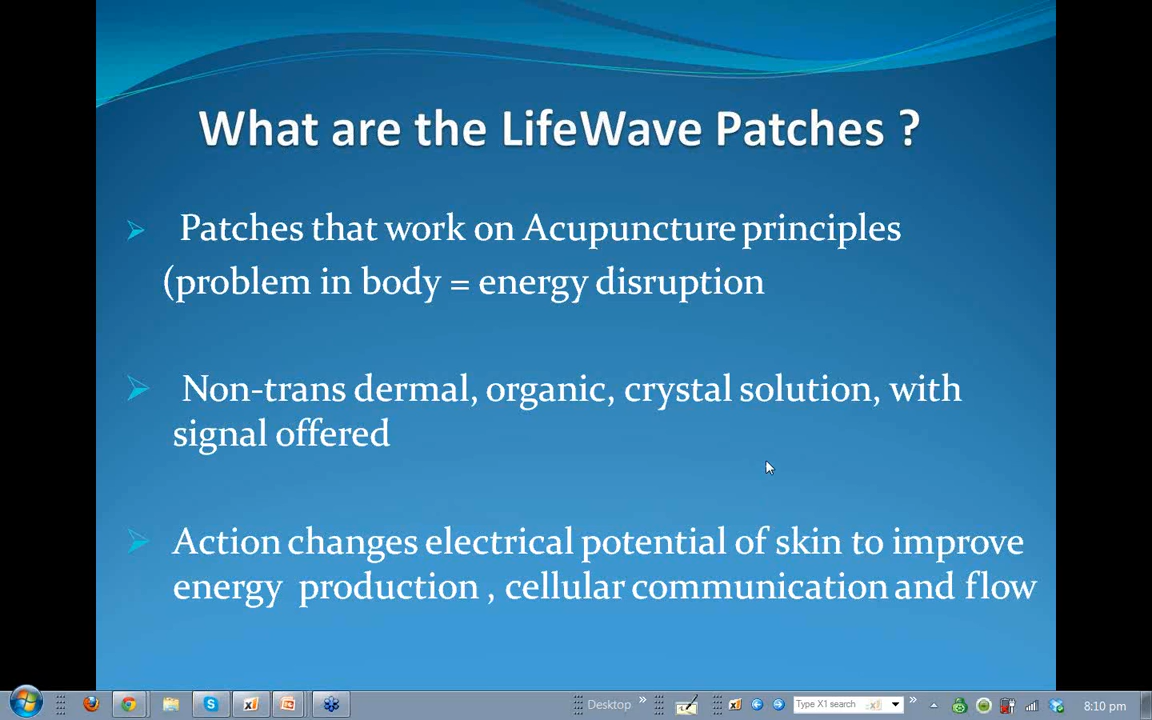 What are the LifeWave Patches ?
Patches that work on Acupuncture principles
(problem in body = energy disruption
Non-trans dermal, organic, crystal solution, with
signal offered
Action changes electrical potential of skin to improve
energy production , cellular communication and flow
Desktop
Type X1 search
8:10 pm